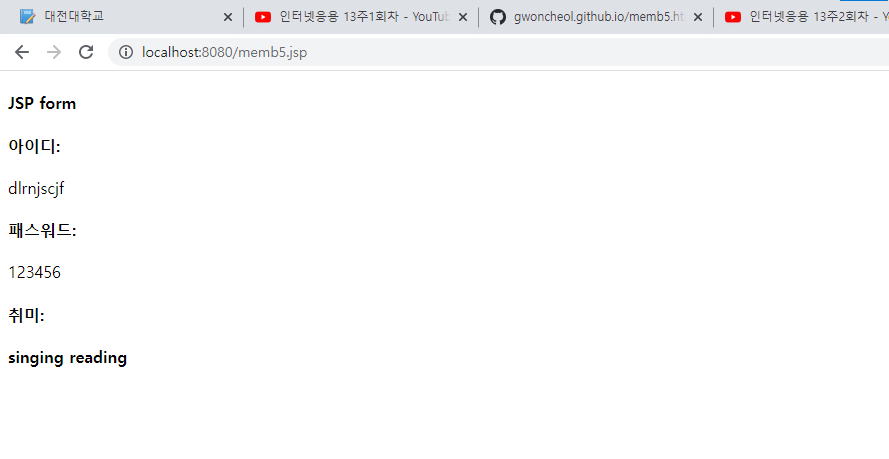 대전대학교
인터넷응용 13주1회차 - YouTub
gwoncheol.github.io/memb5.ht
인터넷응용 13주2회차 - Yo
localhost:8080/memb5.jsp
JSP form
아이디:
dlrnjscjf
패스워드:
123456
취미:
singing reading